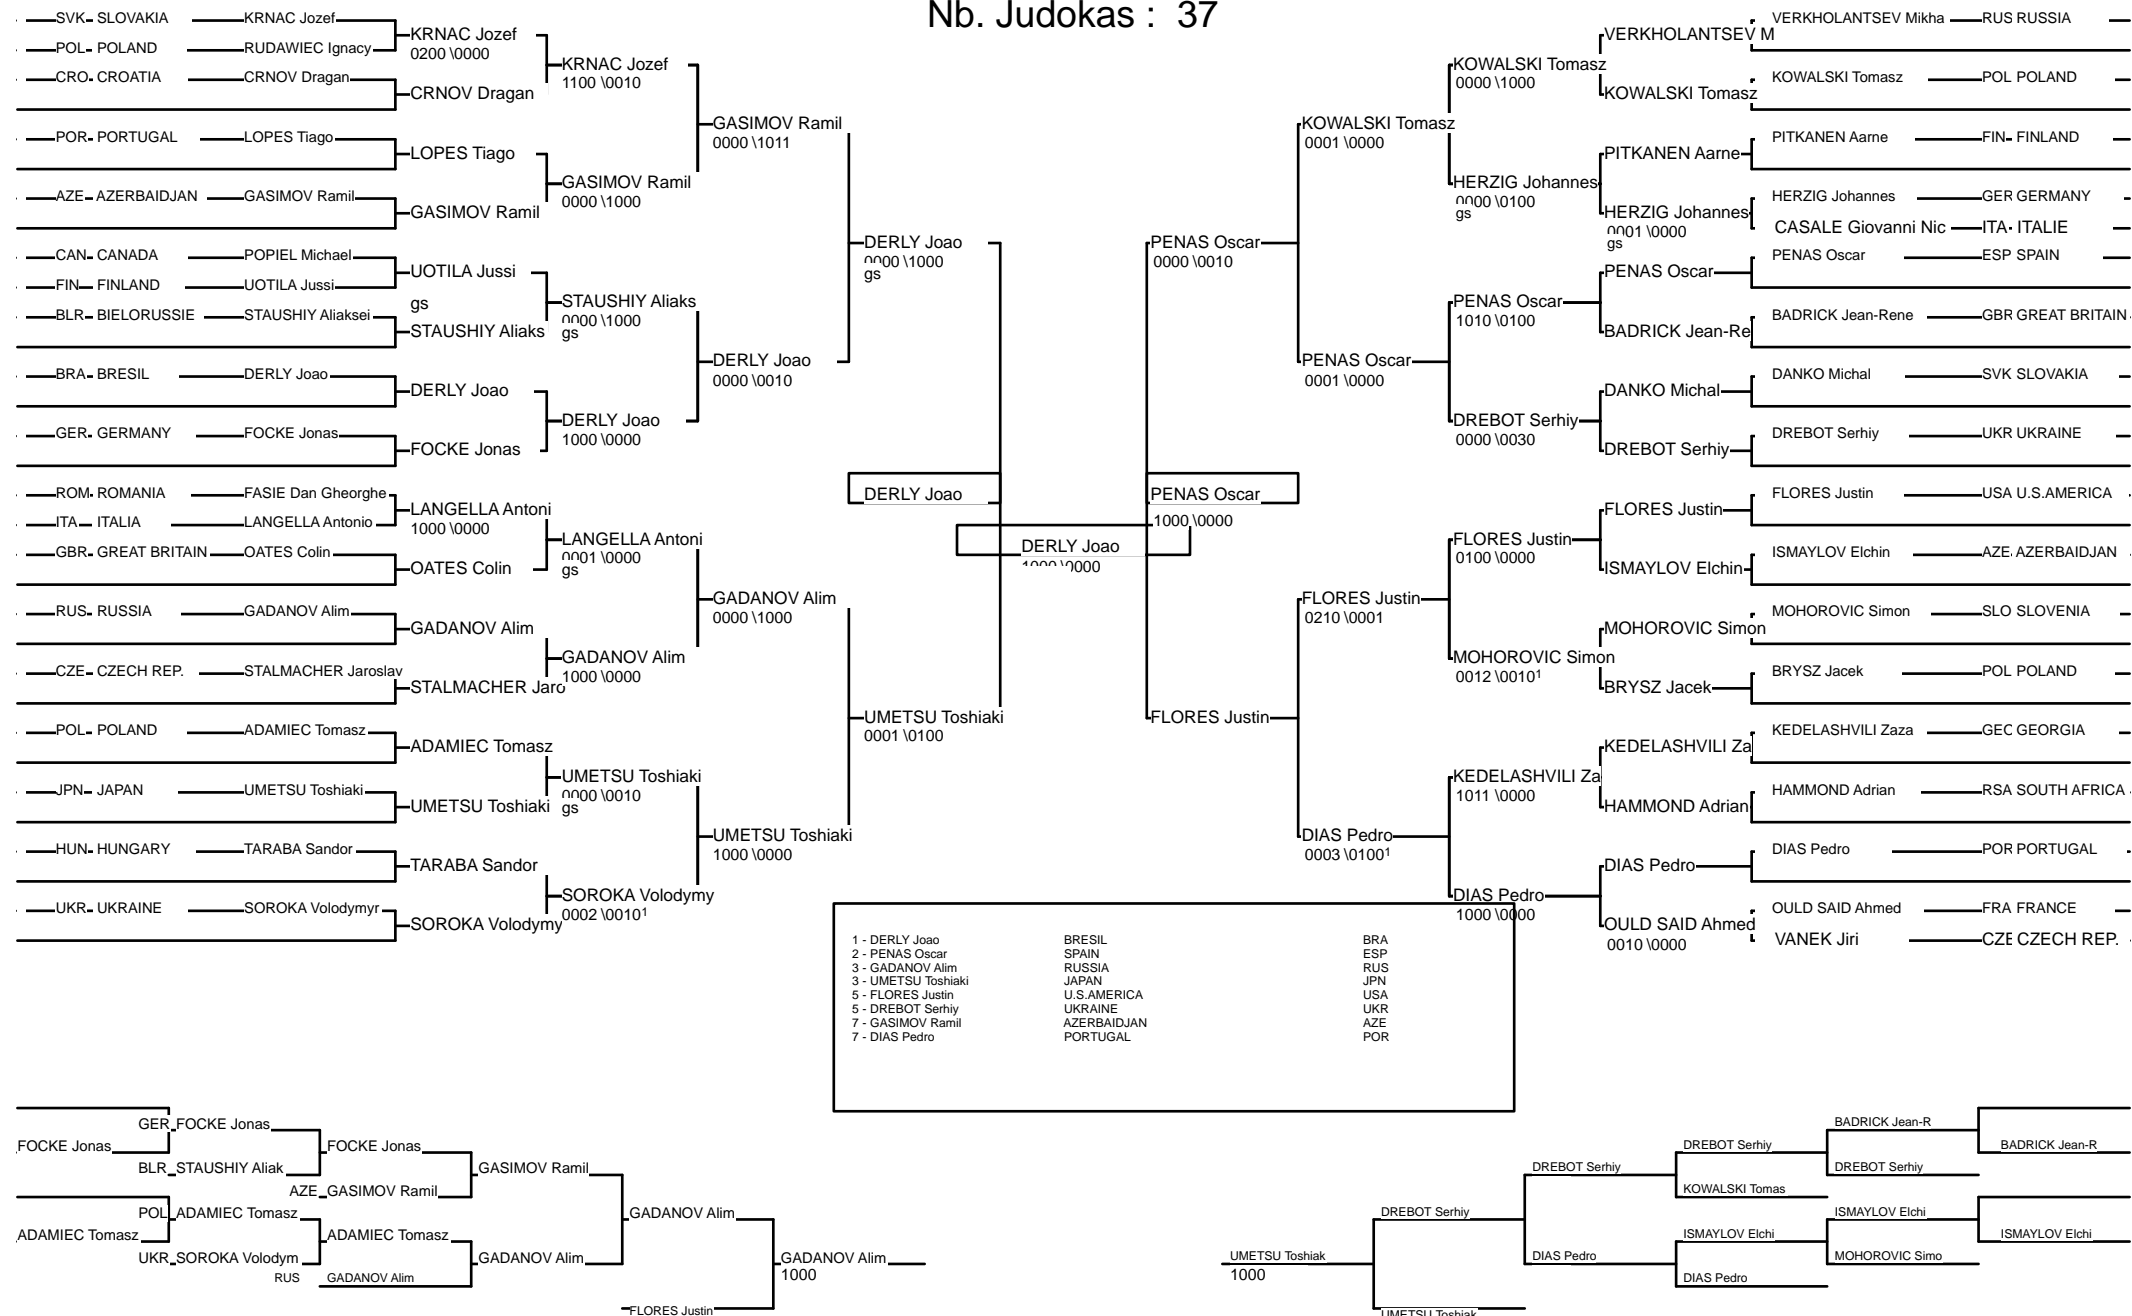 Nb. Judokas : 37
SVK SLOVAKIA KRNAC Jozef
POL POLAND RUDAWIEC Ignacy
CRO CROATIA CRNOV Dragan
POR PORTUGAL LOPES Tiago
AZE AZERBAIDJAN GASIMOV Ramil
CAN CANADA POPIEL Michael
FIN FINLAND UOTILA Jussi
BLR BIELORUSSIE STAUSHIY Aliaksei
BRA BRESIL DERLY Joao
GER GERMANY FOCKE Jonas
ROM ROMANIA FASIE Dan Gheorghe
ITA ITALIA LANGELLA Antonio
GBR GREAT BRITAIN OATES Colin
RUS RUSSIA GADANOV Alim
CZE CZECH REP. STALMACHER Jaroslav
POL POLAND ADAMIEC Tomasz
JPN JAPAN UMETSU Toshiaki
HUN HUNGARY TARABA Sandor
UKR UKRAINE SOROKA Volodymyr
KRNAC Jozef
0200 \0000
CRNOV Dragan
LOPES Tiago
GASIMOV Ramil
UOTILA Jussi
gs
STAUSHIY Aliaks
DERLY Joao
FOCKE Jonas
LANGELLA Antoni
1000 \0000
OATES Colin
GADANOV Alim
STALMACHER Jaro
ADAMIEC Tomasz
UMETSU Toshiaki
TARABA Sandor
SOROKA Volodymy
KRNAC Jozef
1100 \0010
GASIMOV Ramil
0000 \1000
STAUSHIY Aliaks
0000 \1000
gs
DERLY Joao
1000 \0000
LANGELLA Antoni
0001 \0000
gs
GADANOV Alim
1000 \0000
UMETSU Toshiaki
0000 \0010
gs
SOROKA Volodymy
0002 \0010¹
GASIMOV Ramil
0000 \1011
DERLY Joao
0000 \0010
GADANOV Alim
0000 \1000
UMETSU Toshiaki
1000 \0000
DERLY Joao
0000 \1000
gs
UMETSU Toshiaki
0001 \0100
DERLY Joao
PENAS Oscar
1000 \0000
DERLY Joao
1000 \0000
PENAS Oscar
0000 \0010
FLORES Justin
KOWALSKI Tomasz
0001 \0000
PENAS Oscar
0001 \0000
FLORES Justin
0210 \0001
DIAS Pedro
0003 \0100¹
KOWALSKI Tomasz
0000 \1000
HERZIG Johannes
0000 \0100
gs
PENAS Oscar
1010 \0100
DREBOT Serhiy
0000 \0030
FLORES Justin
0100 \0000
MOHOROVIC Simon
0012 \0010¹
KEDELASHVILI Za
1011 \0000
DIAS Pedro
1000 \0000
VERKHOLANTSEV M
KOWALSKI Tomasz
PITKANEN Aarne
HERZIG Johannes
0001 \0000
gs
PENAS Oscar
BADRICK Jean-Re
DANKO Michal
DREBOT Serhiy
FLORES Justin
ISMAYLOV Elchin
MOHOROVIC Simon
BRYSZ Jacek
KEDELASHVILI Za
HAMMOND Adrian
DIAS Pedro
OULD SAID Ahmed
0010 \0000
VERKHOLANTSEV Mikha RUS RUSSIA
KOWALSKI Tomasz POL POLAND
PITKANEN Aarne FIN FINLAND
HERZIG Johannes GER GERMANY
CASALE Giovanni Nic ITA ITALIE
PENAS Oscar ESP SPAIN
BADRICK Jean-Rene GBR GREAT BRITAIN
DANKO Michal SVK SLOVAKIA
DREBOT Serhiy UKR UKRAINE
FLORES Justin USA U.S.AMERICA
ISMAYLOV Elchin AZE AZERBAIDJAN
MOHOROVIC Simon SLO SLOVENIA
BRYSZ Jacek POL POLAND
KEDELASHVILI Zaza GEO GEORGIA
HAMMOND Adrian RSA SOUTH AFRICA
DIAS Pedro POR PORTUGAL
OULD SAID Ahmed FRA FRANCE
VANEK Jiri CZE CZECH REP.
1 - DERLY Joao BRESIL BRA
2 - PENAS Oscar SPAIN ESP
3 - GADANOV Alim RUSSIA RUS
3 - UMETSU Toshiaki JAPAN JPN
5 - FLORES Justin U.S.AMERICA USA
5 - DREBOT Serhiy UKRAINE UKR
7 - GASIMOV Ramil AZERBAIDJAN AZE
7 - DIAS Pedro PORTUGAL POR
FOCKE Jonas
ADAMIEC Tomasz
GER FOCKE Jonas
BLR STAUSHIY Aliak
POL ADAMIEC Tomasz
UKR SOROKA Volodym
FOCKE Jonas
AZE GASIMOV Ramil
ADAMIEC Tomasz
RUS GADANOV Alim
GASIMOV Ramil
GADANOV Alim
GADANOV Alim
FLORES Justin
GADANOV Alim
1000
UMETSU Toshiak
1000
DREBOT Serhiy
UMETSU Toshiak
DREBOT Serhiy
DIAS Pedro
DREBOT Serhiy
KOWALSKI Tomas
ISMAYLOV Elchi
DIAS Pedro
BADRICK Jean-R
DREBOT Serhiy
ISMAYLOV Elchi
MOHOROVIC Simo
BADRICK Jean-R
ISMAYLOV Elchi